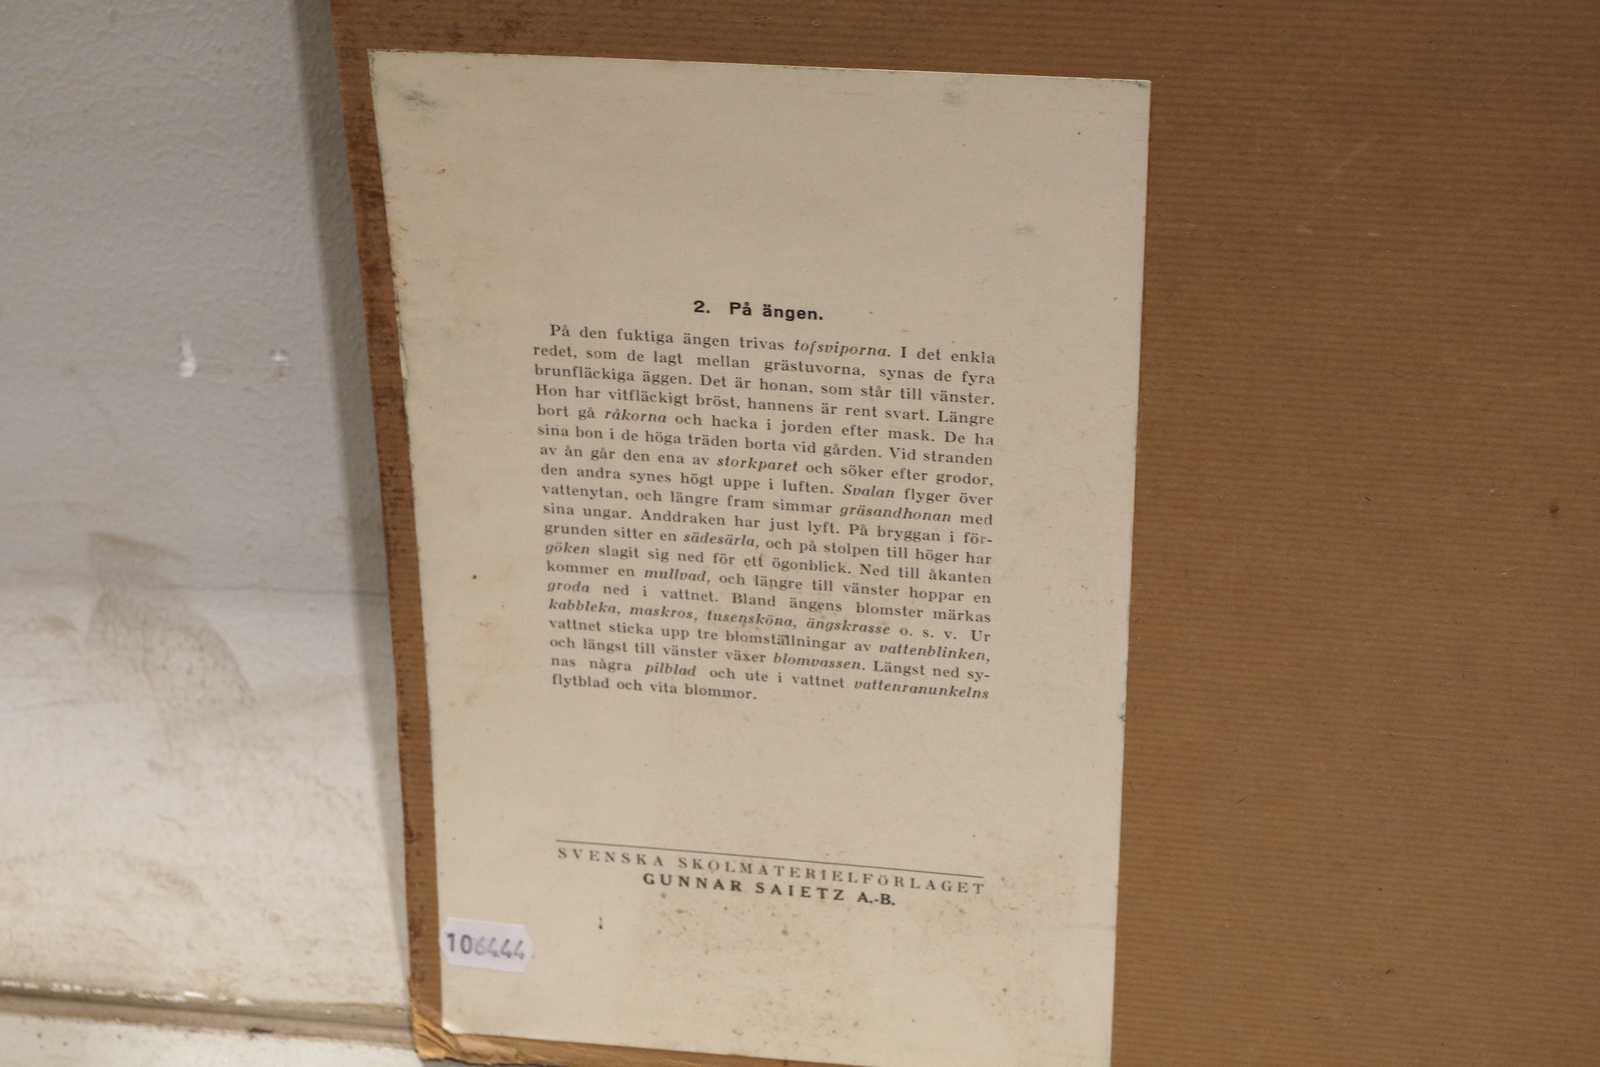 2. På ängen.
På den fuktiga ängen trivas tofsviporna. I det enkla
redet, som de lagt mellan grästuvorna, synas de fyra
brunfläckiga äggen. Det är honan, som står till vänster.
Hon har vitfläckigt bröst, hannens är rent svart. Längre
bort gå råkorna och hacka i jorden efter mask. De ha
sina bon i de höga träden borta vid gården. Vid stranden
av ån går den ena av storkparet och söker efter grodor,
den andra synes högt uppe i luften. Svalan flyger över
vattenytan, och längre fram simmar gräsandhonan med
sina ungar. Anddraken har just lyft. På bryggan i för-
grunden sitter en sädesärla, och på stolpen till höger har
göken slagit sig ned för ett ögonblick. Ned till åkanten
kommer en mullvad, och längre till vänster hoppar en
groda ned i vattnet. Bland ängens blomster märkas
kabbleka, maskros, tusensköna, ängskrasse o. s. v. Ur
vattnet sticka upp tre blomställningar av vattenblinken,
och längst till vänster växer blomvassen. Längst ned sy-
nas några pilblad och ute i vattnet vattenranunkelns
flytblad och vita blommor.
SVENSKA SKOLMATERIELFÖRLAGET
GUNNAR SAIETZ A.-B.
106444